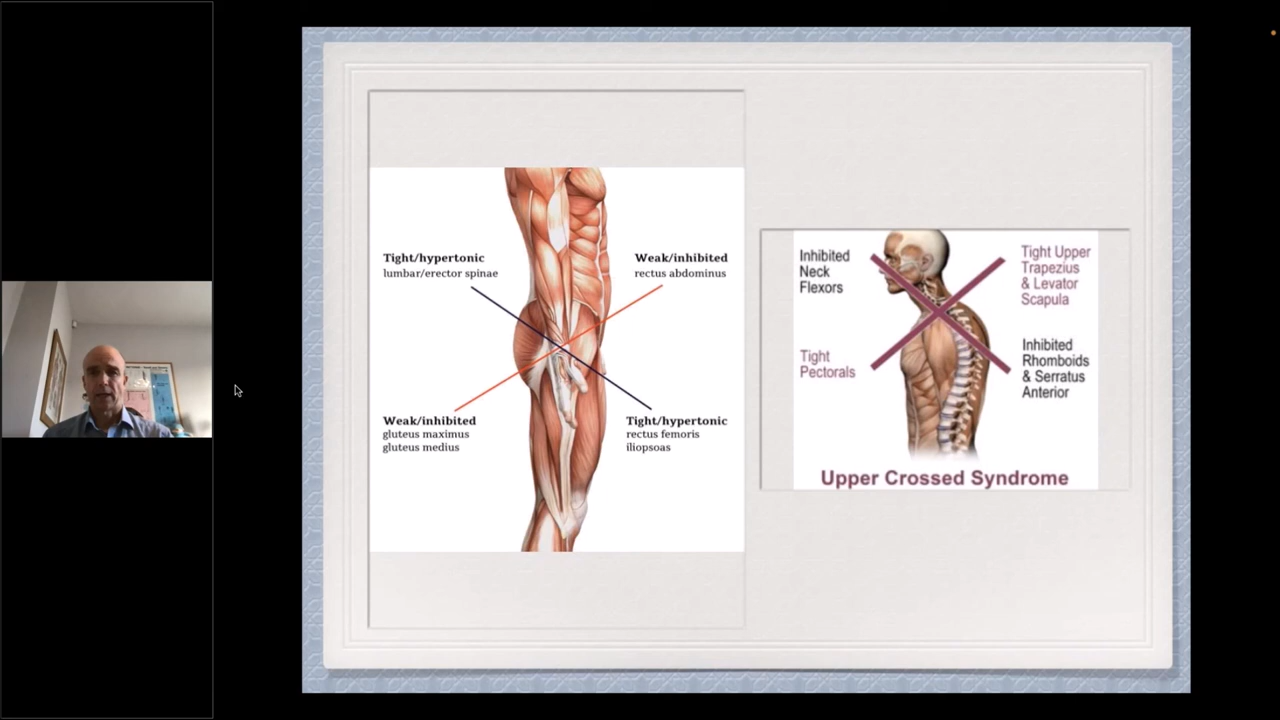 Tight/hypertonic
lumbar/erector spinae
Weak/inhibited
rectus abdominus
Weak/inhibited
gluteus maximus
gluteus medius
Tight/hypertonic
rectus femoris
iliopsoas
Inhibited
Neck
Flexors
Tight Upper
Trapezius
& Levator
Scapula
Tight
Pectorals
Inhibited
Rhomboids
& Serratus
Anterior
Upper Crossed Syndrome